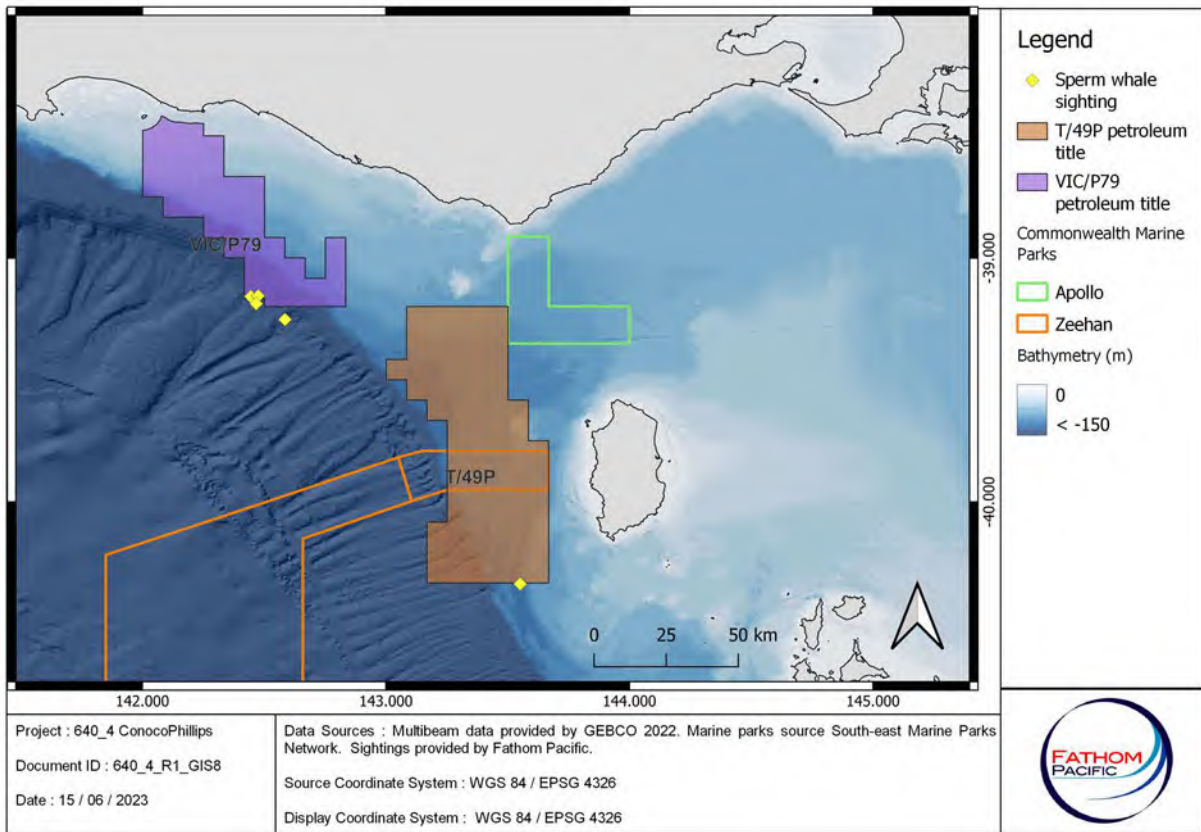 Legend
Sperm whale
sighting
T/49P petroleum
title
VIC/P79
petroleum title
Commonwealth Marine
Parks
Apollo
Zeehan
Bathymetry (m)
0
< -150
VIC/P79
T/49P
-39.000
-40.000
0 25 50 km
142.000 143.000 144.000 145.000
Project : 640_4 ConocoPhillips
Document ID : 640_4_R1_GIS8
Date : 15 / 06 / 2023
Data Sources : Multibeam data provided by GEBCO 2022. Marine parks source South-east Marine Parks
Network. Sightings provided by Fathom Pacific.
Source Coordinate System : WGS 84 / EPSG 4326
Display Coordinate System : WGS 84 / EPSG 4326
FATHOM
PACIFIC